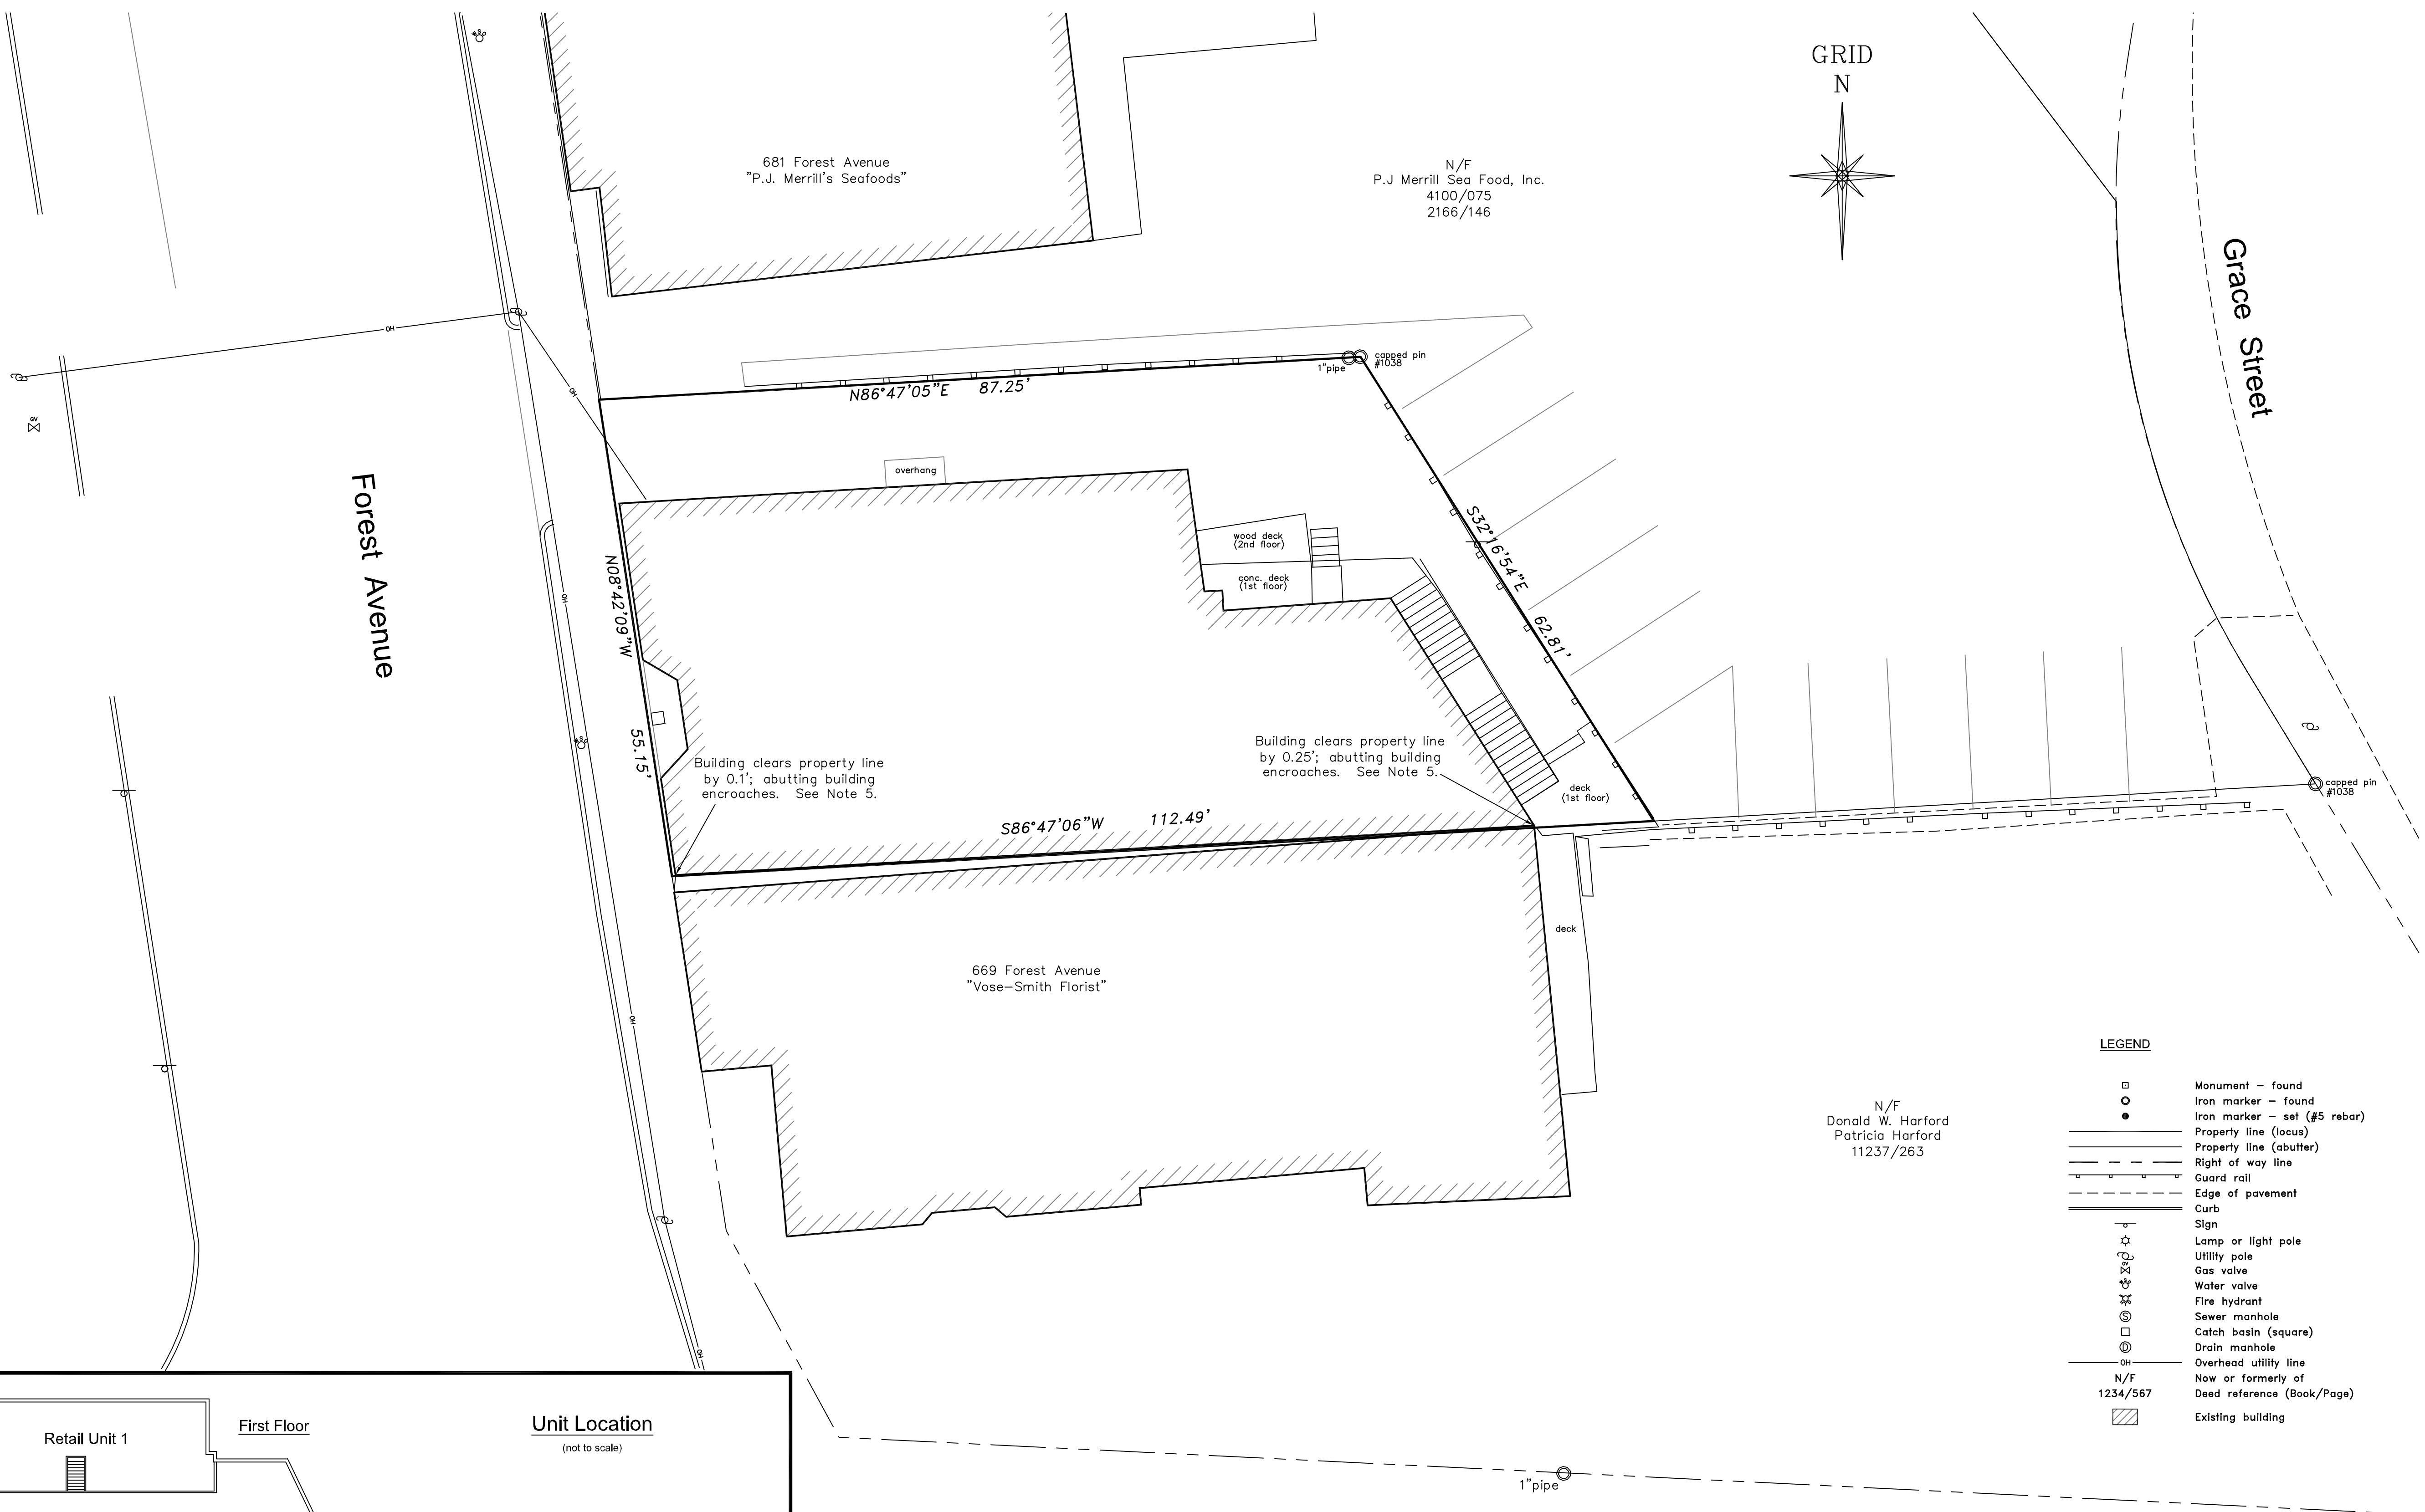 GRID
N
681 Forest Avenue
"P.J. Merrill's Seafoods"
N/F
P.J Merrill Sea Food, Inc.
4100/075
2166/146
Grace Street
OH
OH
GV
capped pin
#1038
1"pipe
N86°47'05"E 87.25'
overhang
Forest Avenue
N08°42'09"W
55.15'
S32°16'54"E
62.81'
wood deck
(2nd floor)
conc. deck
(1st floor)
OH
Building clears property line
by 0.1'; abutting building
encroaches. See Note 5.
Building clears property line
by 0.25'; abutting building
encroaches. See Note 5.
deck
(1st floor)
capped pin
#1038
S86°47'06"W 112.49'
deck
669 Forest Avenue
"Vose-Smith Florist"
OH
N/F
Donald W. Harford
Patricia Harford
11237/263
OH
LEGEND
Monument - found
Iron marker - found
Iron marker - set (#5 rebar)
Property line (locus)
Property line (abutter)
Right of way line
Guard rail
Edge of pavement
Curb
Sign
Lamp or light pole
Utility pole
GV
Gas valve
Water valve
Fire hydrant
S Sewer manhole
Catch basin (square)
D Drain manhole
OH Overhead utility line
N/F Now or formerly of
1234/567 Deed reference (Book/Page)
Existing building
First Floor
Unit Location
(not to scale)
Retail Unit 1
1"pipe